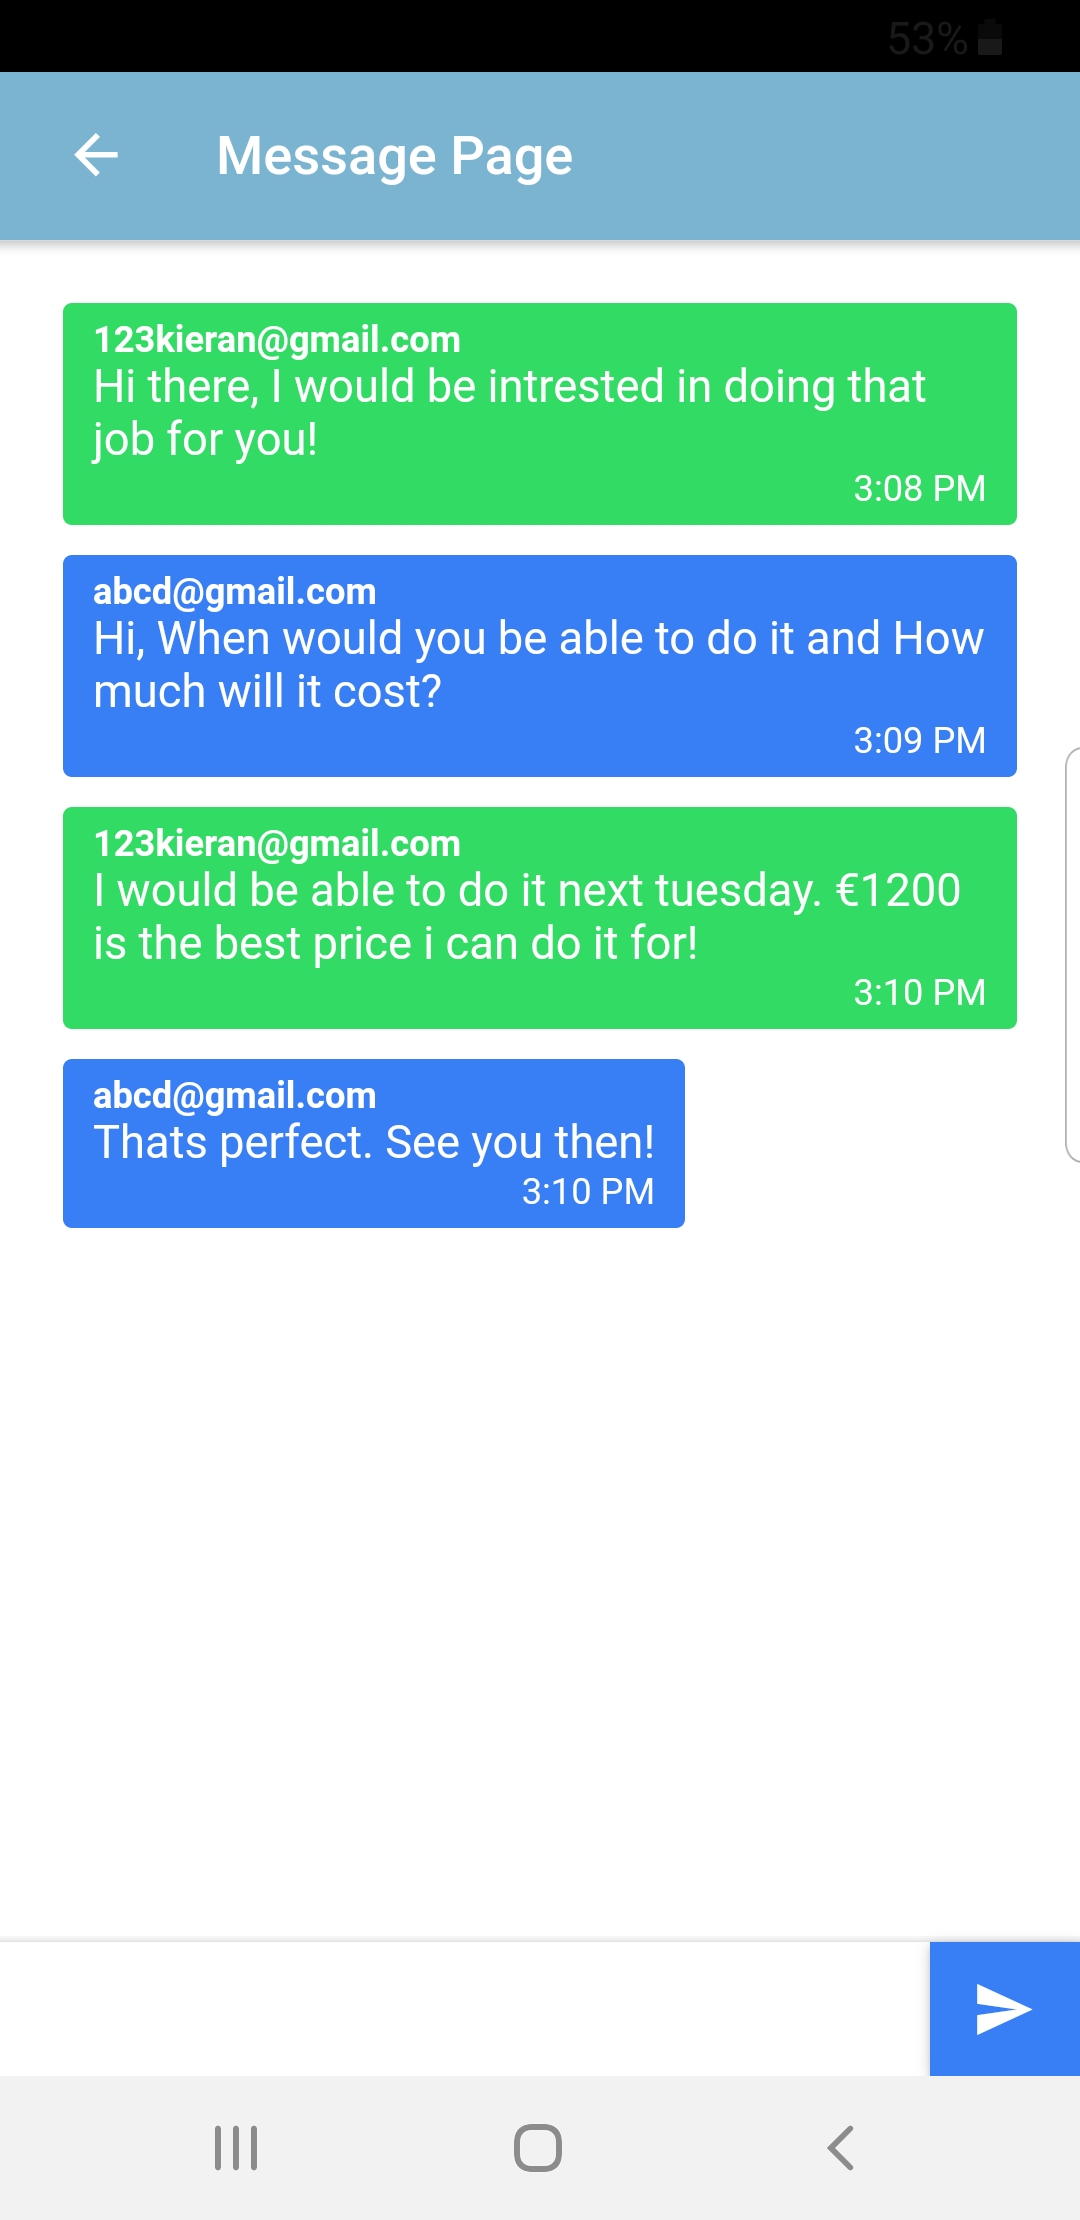 53%
Message Page
123kieran@gmail.com
Hi there, I would be intrested in doing that
job for you!
3:08 PM
abcd@gmail.com
Hi, When would you be able to do it and How
much will it cost?
3:09 PM
123kieran@gmail.com
I would be able to do it next tuesday. €1200
is the best price i can do it for!
3:10 PM
abcd@gmail.com
Thats perfect. See you then!
3:10 PM